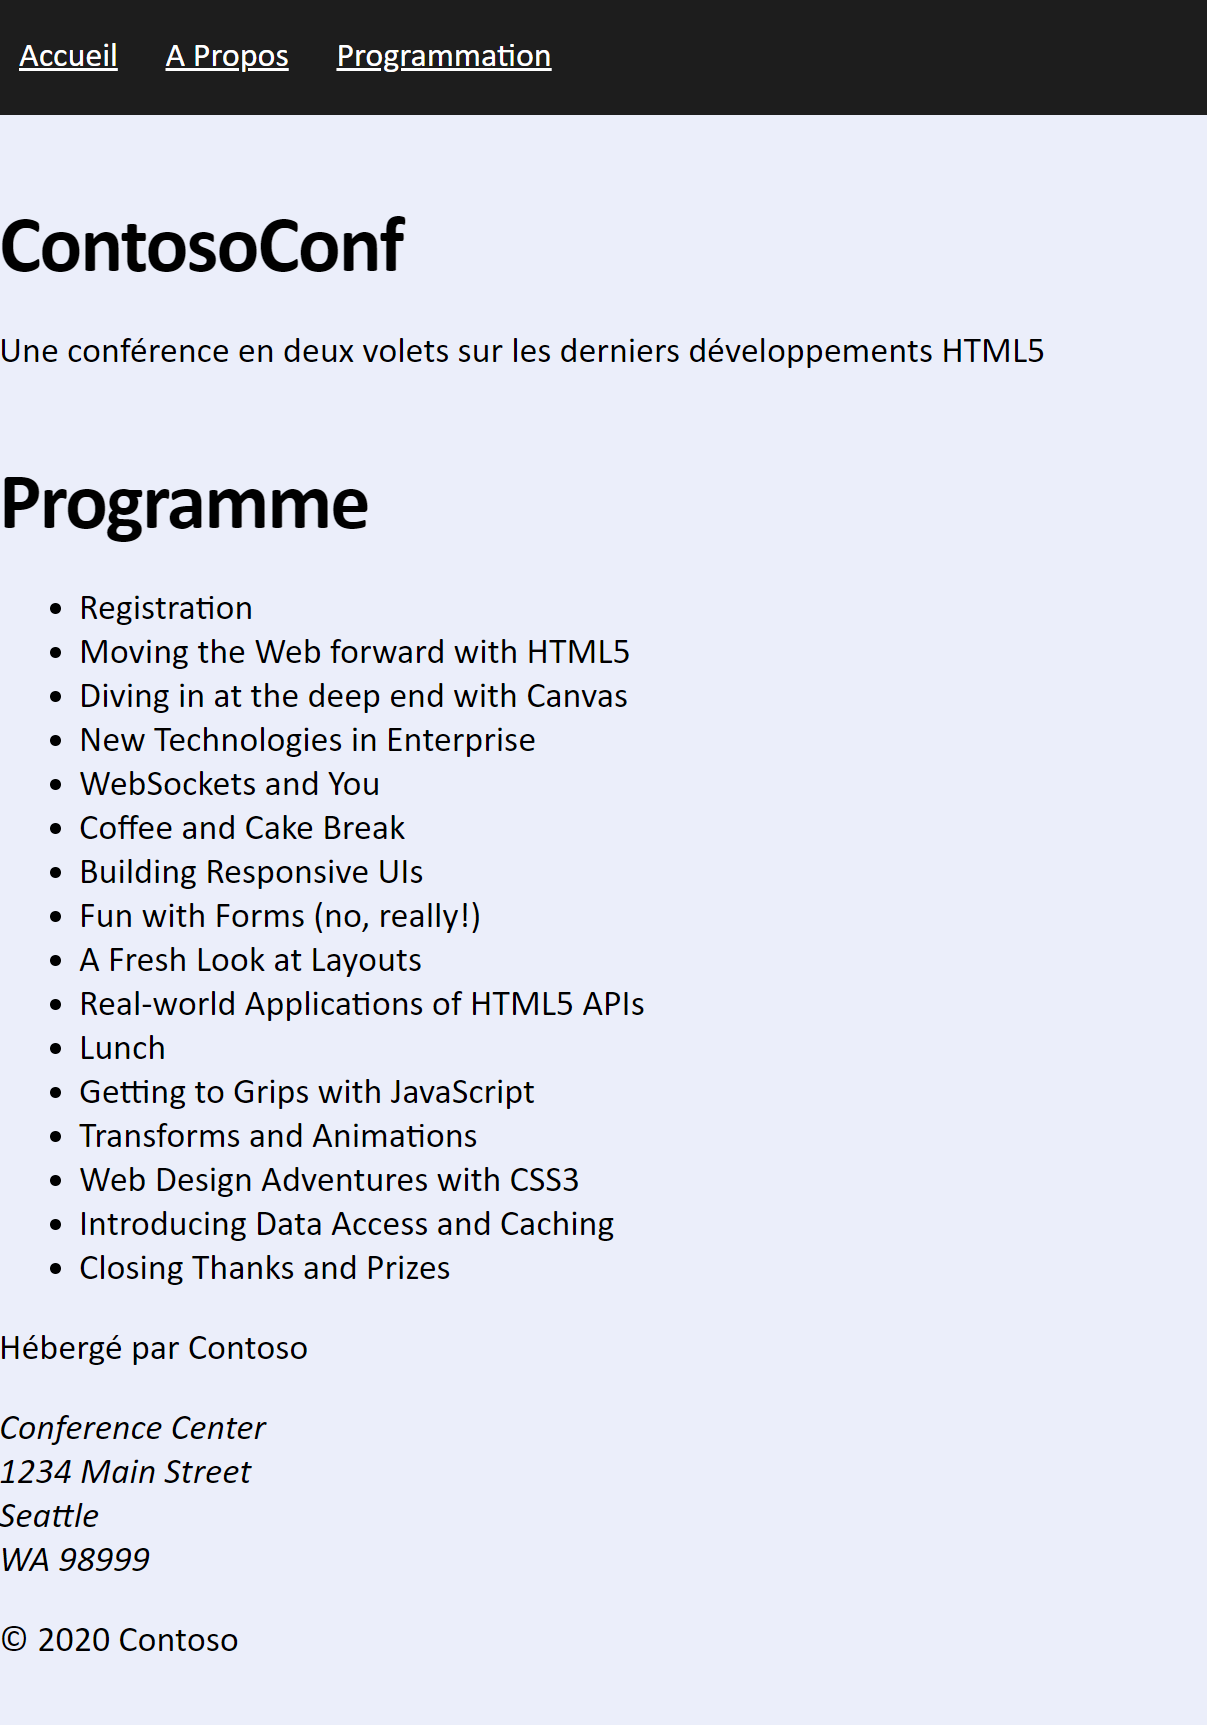 Accueil A Propos Programmation
ContosoConf
Une conférence en deux volets sur les derniers développements HTML5
Programme
• Registration
• Moving the Web forward with HTML5
• Diving in at the deep end with Canvas
• New Technologies in Enterprise
• WebSockets and You
• Coffee and Cake Break
• Building Responsive UIs
• Fun with Forms (no, really!)
• A Fresh Look at Layouts
• Real-world Applications of HTML5 APIs
• Lunch
• Getting to Grips with JavaScript
• Transforms and Animations
• Web Design Adventures with CSS3
• Introducing Data Access and Caching
• Closing Thanks and Prizes
Hébergé par Contoso
Conference Center
1234 Main Street
Seattle
WA 98999
© 2020 Contoso